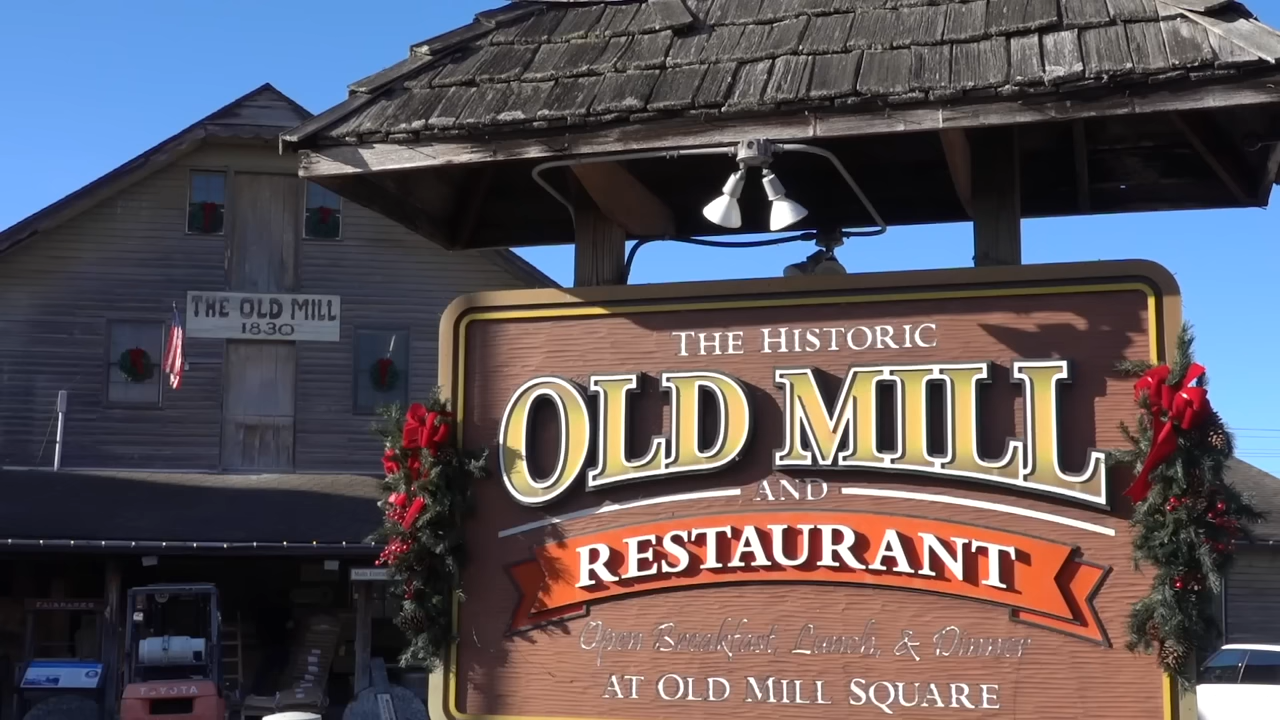 THE OLD MILL
1830
THE HISTORIC
OLD MILL
AND
RESTAURANT
Open Breakfast, Lunch, & Dinner
AT OLD MILL SQUARE
FAIRBANKS
TOYOTA